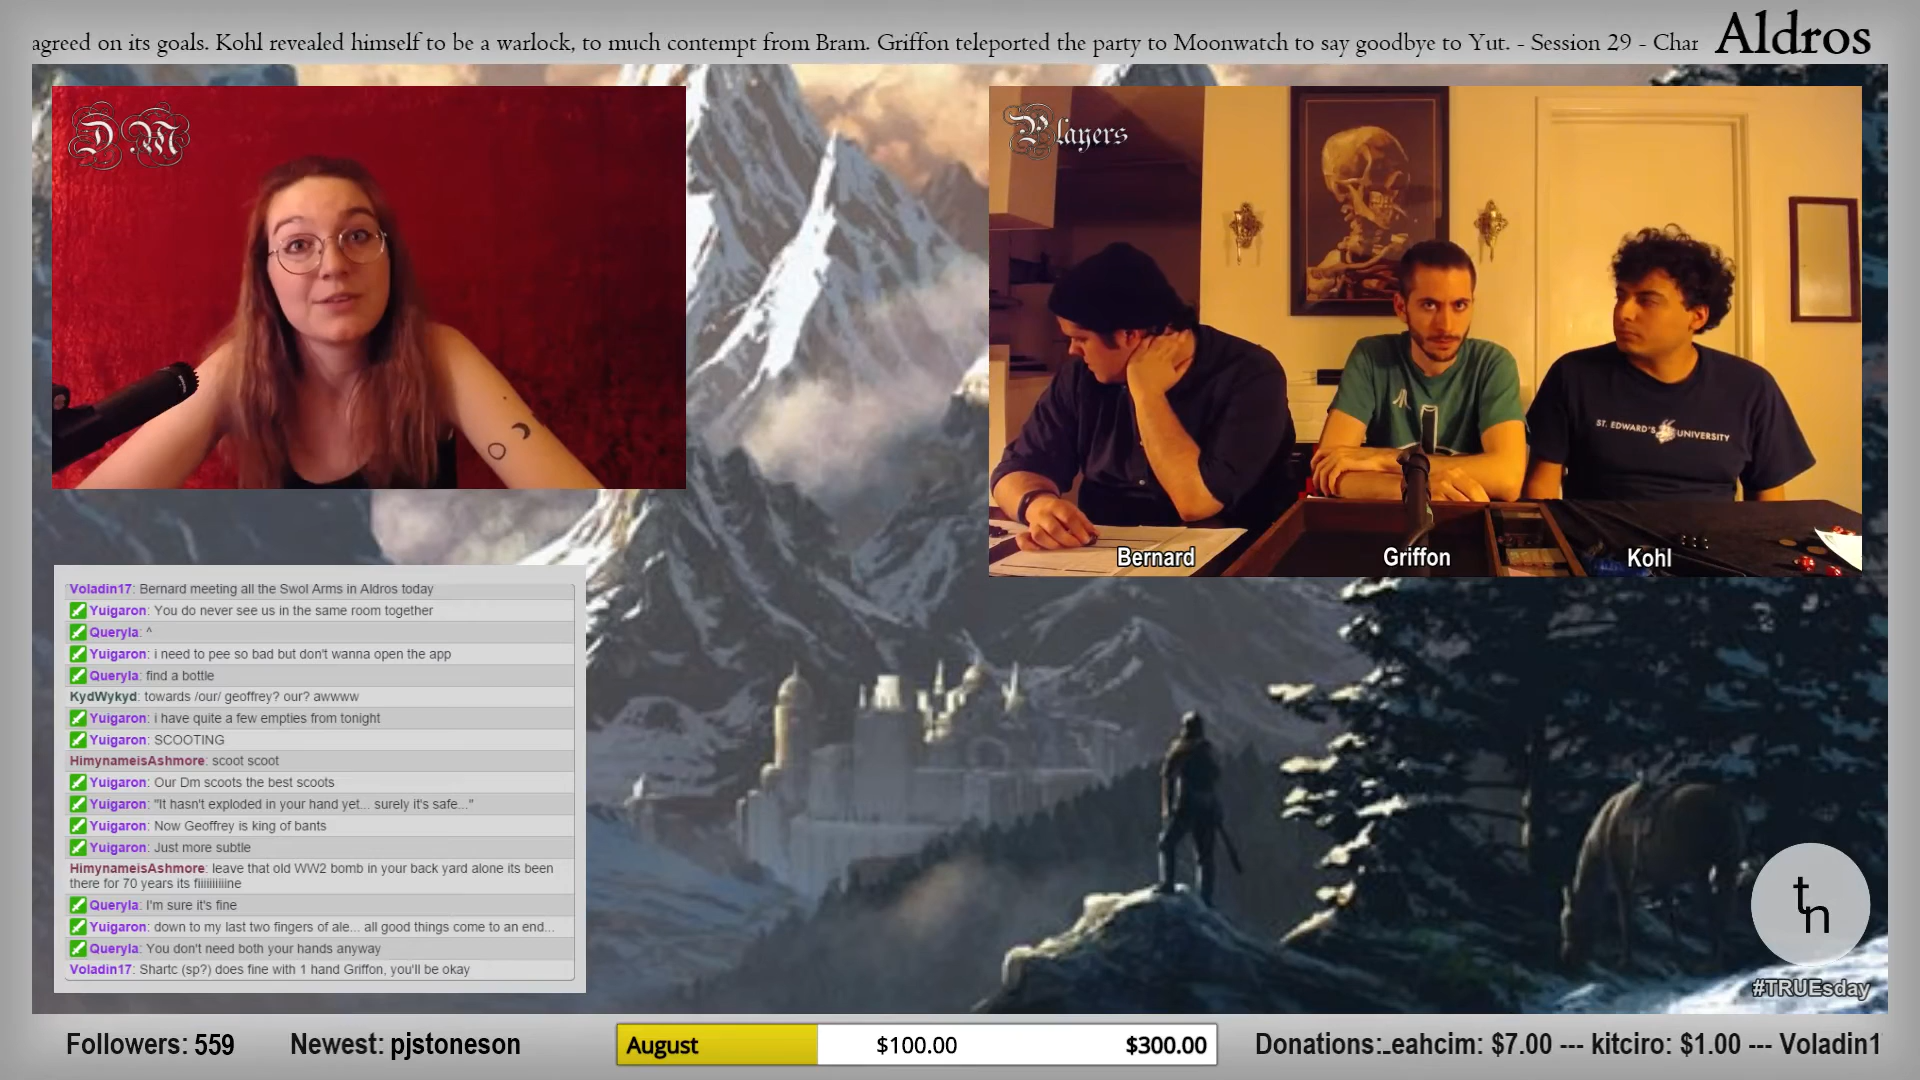 agreed on its goals. Kohl revealed himself to be a warlock, to much contempt from Bram. Griffon teleported the party to Moonwatch to say goodbye to Yut. - Session 29 - Char
Aldros
DM
Players
ST. EDWARD'S UNIVERSITY
Bernard
Griffon
Kohl
Voladin17: Bernard meeting all the Swol Arms in Aldros today
Yuigaron: You do never see us in the same room together
Queryla: ^
Yuigaron: i need to pee so bad but don't wanna open the app
Queryla: find a bottle
KydWykyd: towards /our/ geoffrey? our? awwww
Yuigaron: i have quite a few empties from tonight
Yuigaron: SCOOTING
HimynameisAshmore: scoot scoot
Yuigaron: Our Dm scoots the best scoots
Yuigaron: "It hasn't exploded in your hand yet... surely it's safe..."
Yuigaron: Now Geoffrey is king of bants
Yuigaron: Just more subtle
HimynameisAshmore: leave that old WW2 bomb in your back yard alone its been
there for 70 years its fiiiiiiiiiine
Queryla: I'm sure it's fine
Yuigaron: down to my last two fingers of ale... all good things come to an end...
Queryla: You don't need both your hands anyway
Voladin17: Shartc (sp?) does fine with 1 hand Griffon, you'll be okay
tn
#TRUEsday
Followers: 559
Newest: pjstoneson
August
$100.00
$300.00
Donations:_eahcim: $7.00 --- kitciro: $1.00 --- Voladin1